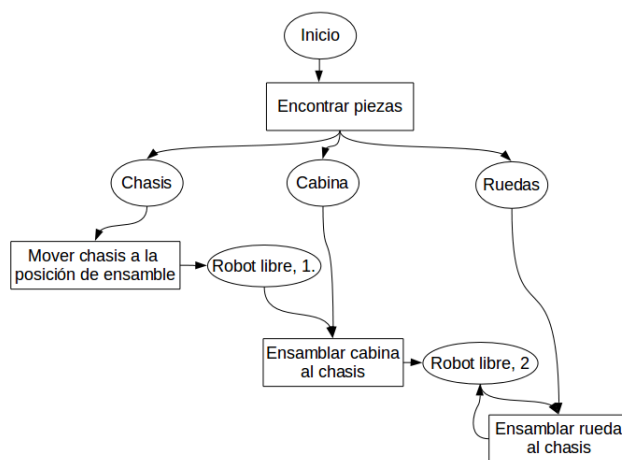 Inicio
Encontrar piezas
Chasis
Cabina
Ruedas
Mover chasis a la
posición de ensamble
Robot libre, 1.
Ensamblar cabina
al chasis
Robot libre, 2
Ensamblar rueda
al chasis